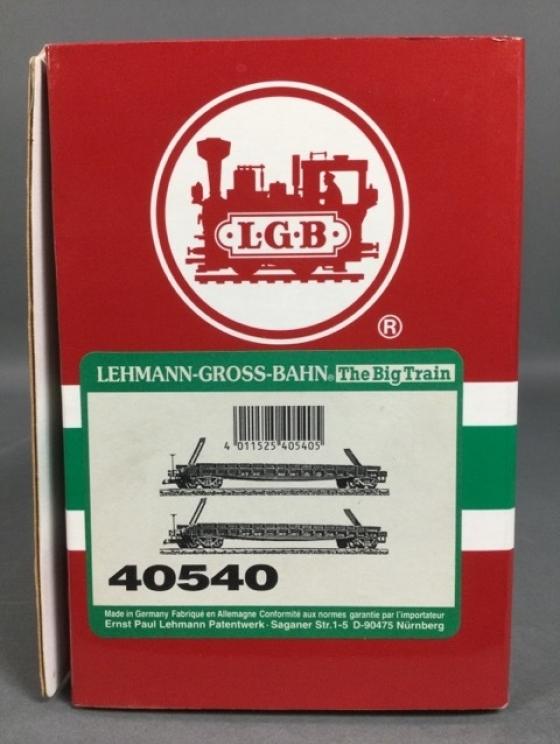 L·G·B
®
LEHMANN-GROSS-BAHN® The Big Train
4 011525 405405
40540
Made in Germany Fabriqué en Allemagne Conformité aux normes garantie par l'importateur
Ernst Paul Lehmann Patentwerk · Saganer Str.1-5 D-90475 Nürnberg